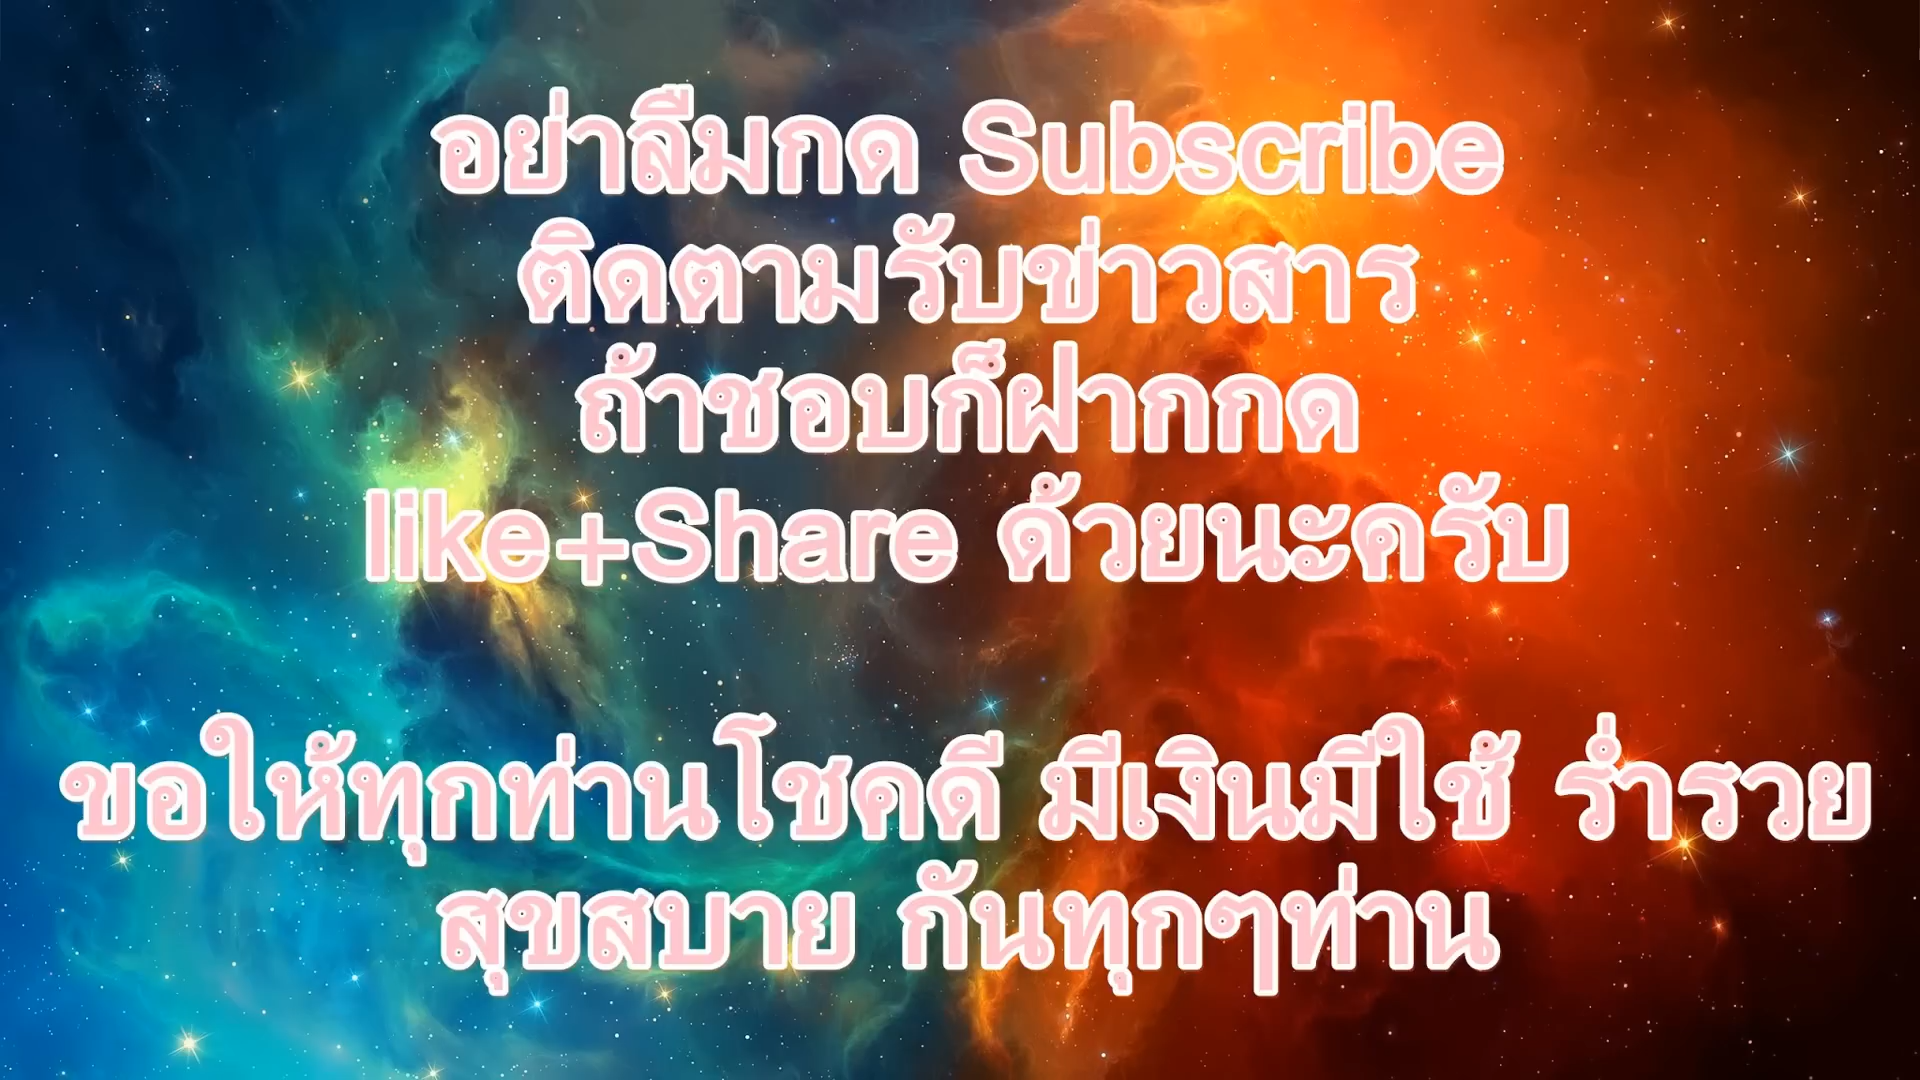 อย่าลืมกด Subscribe
ติดตามรับข่าวสาร
ถ้าชอบก็ฝากกด
like+Share ด้วยนะครับ
ขอให้ทุกท่านโชคดี มีเงินมีใช้ ร่ำรวย
สุขสบาย กันทุกๆท่าน